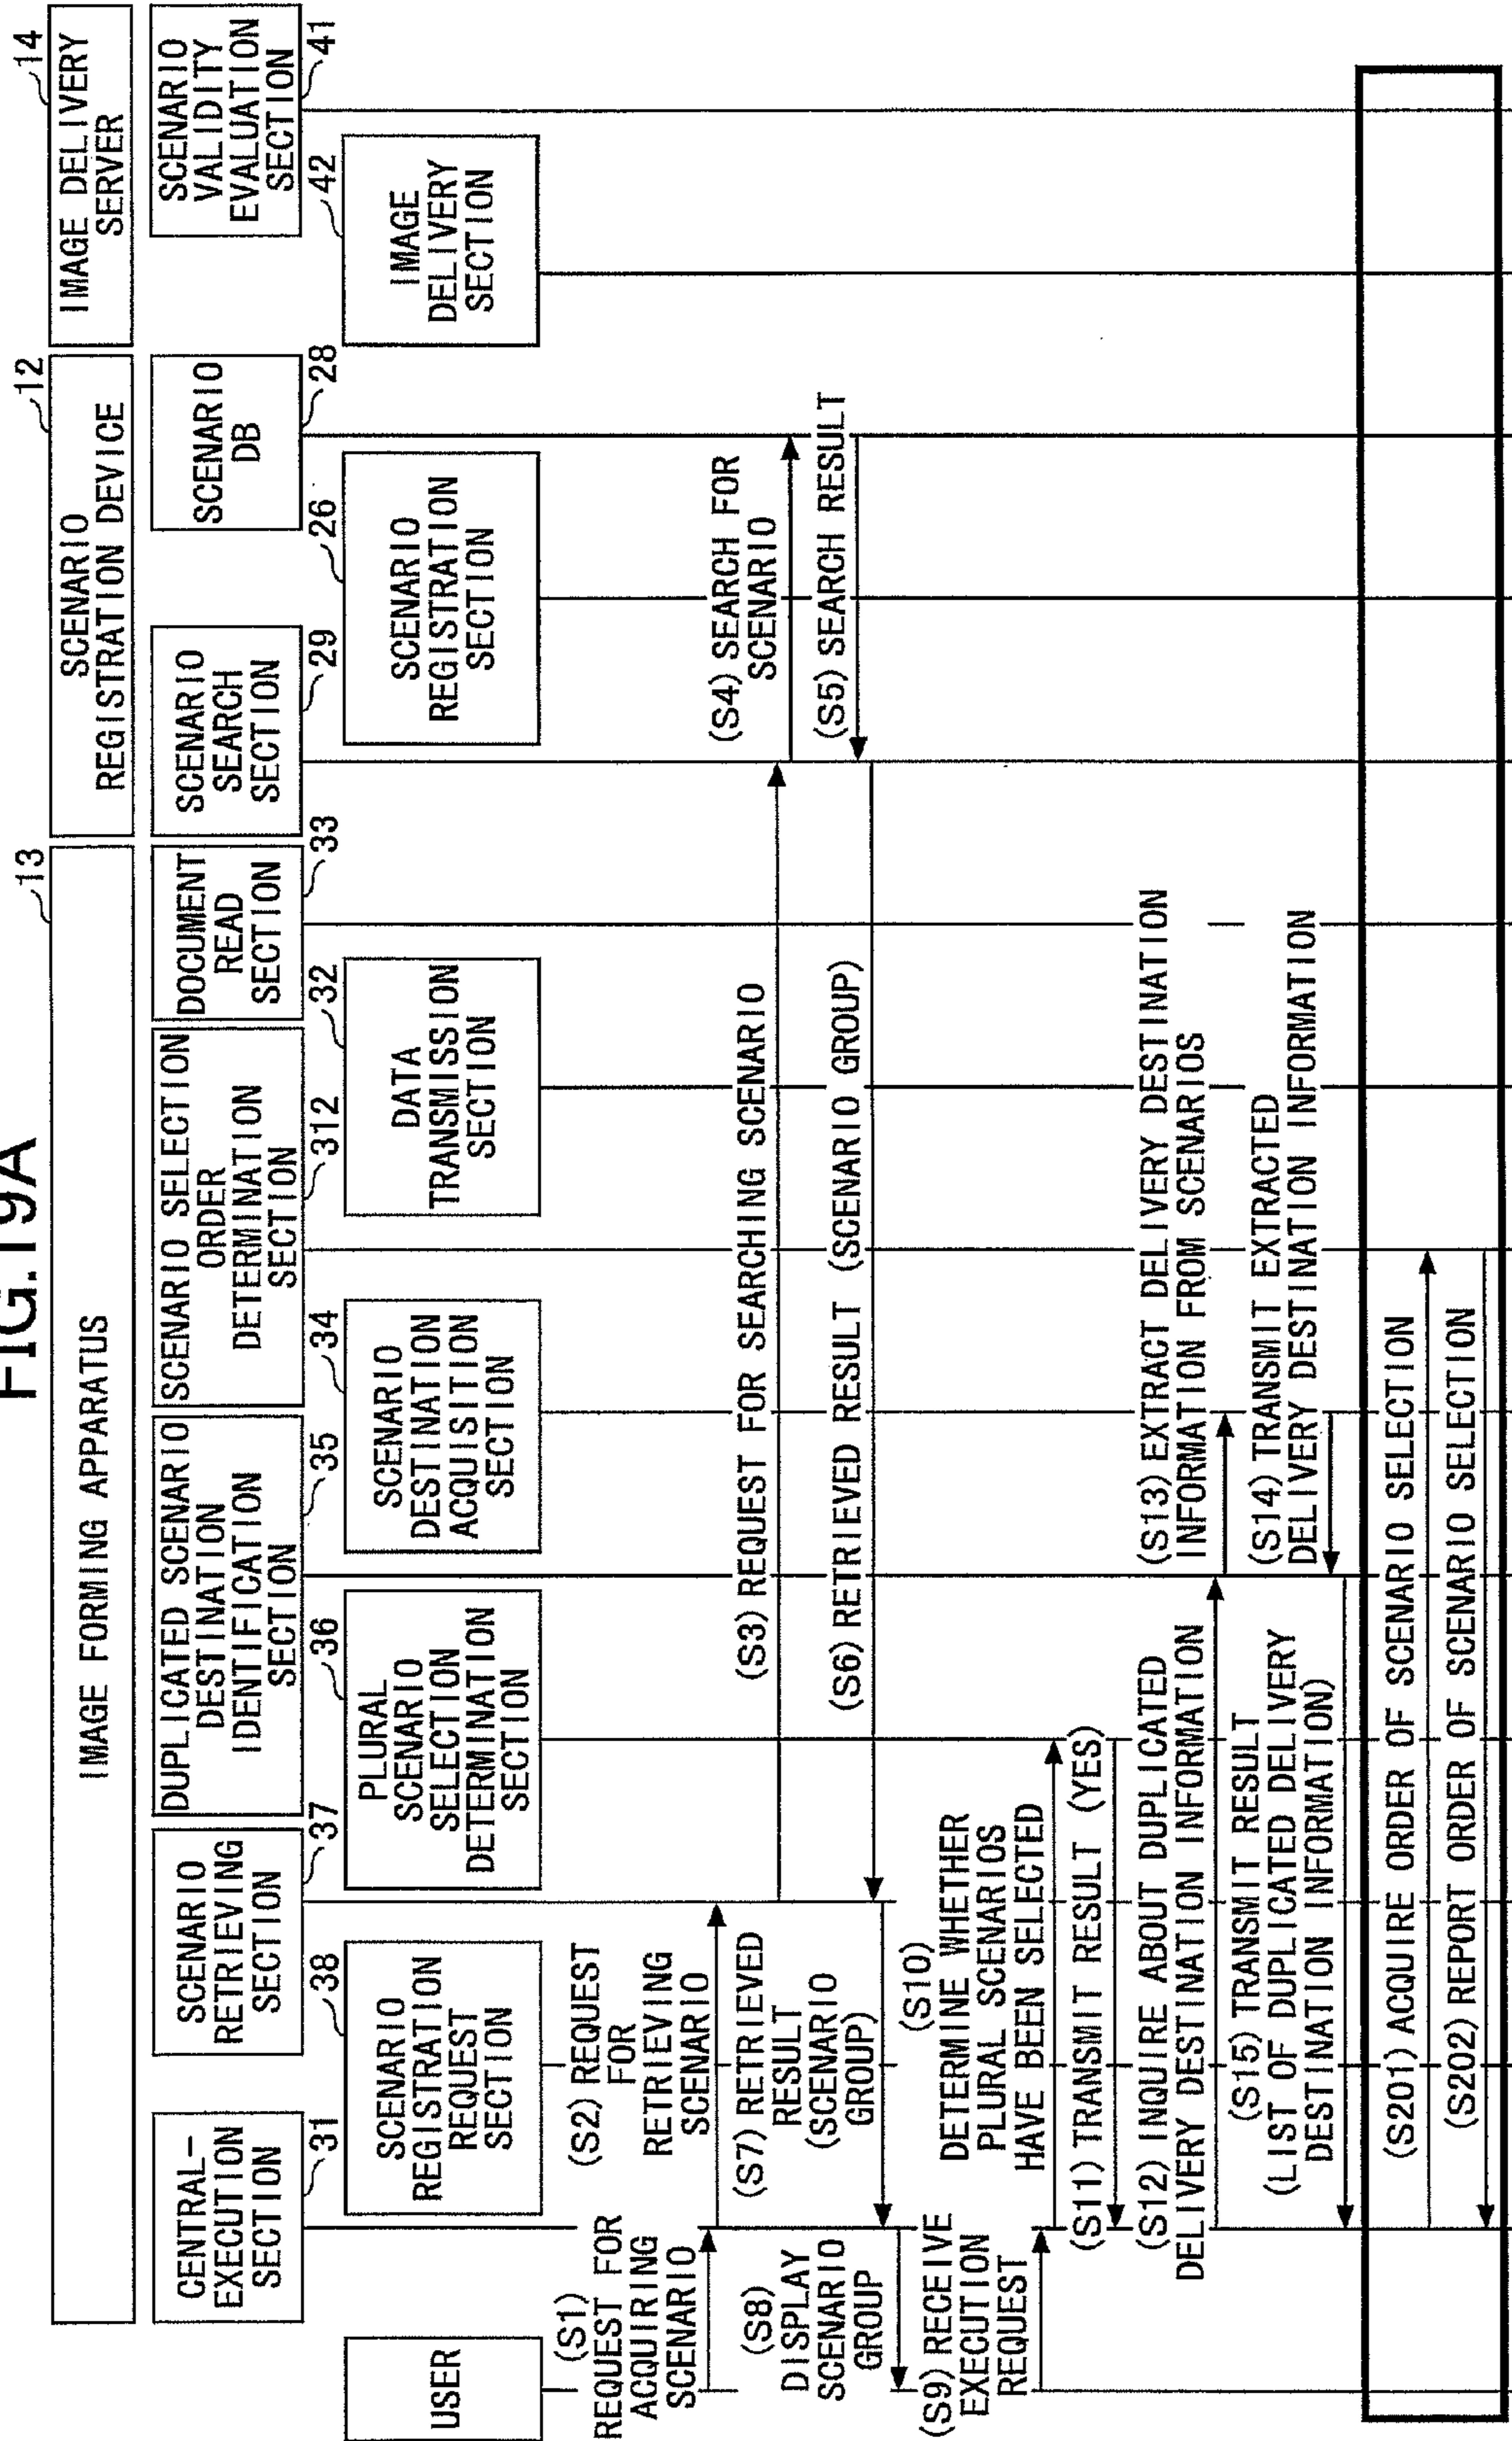 FIG.19A
IMAGE FORMING APPARATUS
13
SCENARIO
REGISTRATION DEVICE
12
IMAGE DELIVERY
SERVER
14
CENTRAL-
EXECUTION
SECTION
31
SCENARIO
RETRIEVING
SECTION
37
DUPLICATED SCENARIO
DESTINATION
IDENTIFICATION
SECTION
35
SCENARIO SELECTION
ORDER
DETERMINATION
SECTION
312
DOCUMENT
READ
SECTION
33
SCENARIO
SEARCH
SECTION
29
SCENARIO
DB
28
SCENARIO
VALIDITY
EVALUATION
SECTION
41
USER
SCENARIO
REGISTRATION
REQUEST
SECTION
38
PLURAL
SCENARIO
SELECTION
DETERMINATION
SECTION
36
SCENARIO
DESTINATION
ACQUISITION
SECTION
34
DATA
TRANSMISSION
SECTION
32
SCENARIO
REGISTRATION
SECTION
26
IMAGE
DELIVERY
SECTION
42
(S1)
REQUEST FOR
ACQUIRING
SCENARIO
(S2) REQUEST
FOR
RETRIEVING
SCENARIO
(S3) REQUEST FOR SEARCHING SCENARIO
(S4) SEARCH FOR
SCENARIO
(S5) SEARCH RESULT
(S6) RETRIEVED RESULT (SCENARIO GROUP)
(S7) RETRIEVED
RESULT
(SCENARIO
GROUP)
(S8)
DISPLAY
SCENARIO
GROUP
(S9) RECEIVE
EXECUTION
REQUEST
(S10)
DETERMINE WHETHER
PLURAL SCENARIOS
HAVE BEEN SELECTED
(S11) TRANSMIT RESULT (YES)
(S12) INQUIRE ABOUT DUPLICATED
DELIVERY DESTINATION INFORMATION
(S13) EXTRACT DELIVERY DESTINATION
INFORMATION FROM SCENARIOS
(S14) TRANSMIT EXTRACTED
DELIVERY DESTINATION INFORMATION
(S15) TRANSMIT RESULT
(LIST OF DUPLICATED DELIVERY
DESTINATION INFORMATION)
(S201) ACQUIRE ORDER OF SCENARIO SELECTION
(S202) REPORT ORDER OF SCENARIO SELECTION